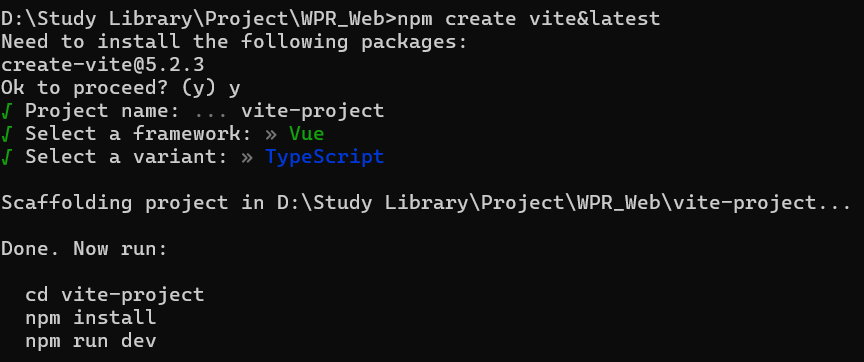 D:\Study Library\Project\WPR_Web>npm create vite&latest
Need to install the following packages:
create-vite@5.2.3
Ok to proceed? (y) y
√ Project name: ... vite-project
√ Select a framework: » Vue
√ Select a variant: » TypeScript
Scaffolding project in D:\Study Library\Project\WPR_Web\vite-project...
Done. Now run:
cd vite-project
npm install
npm run dev